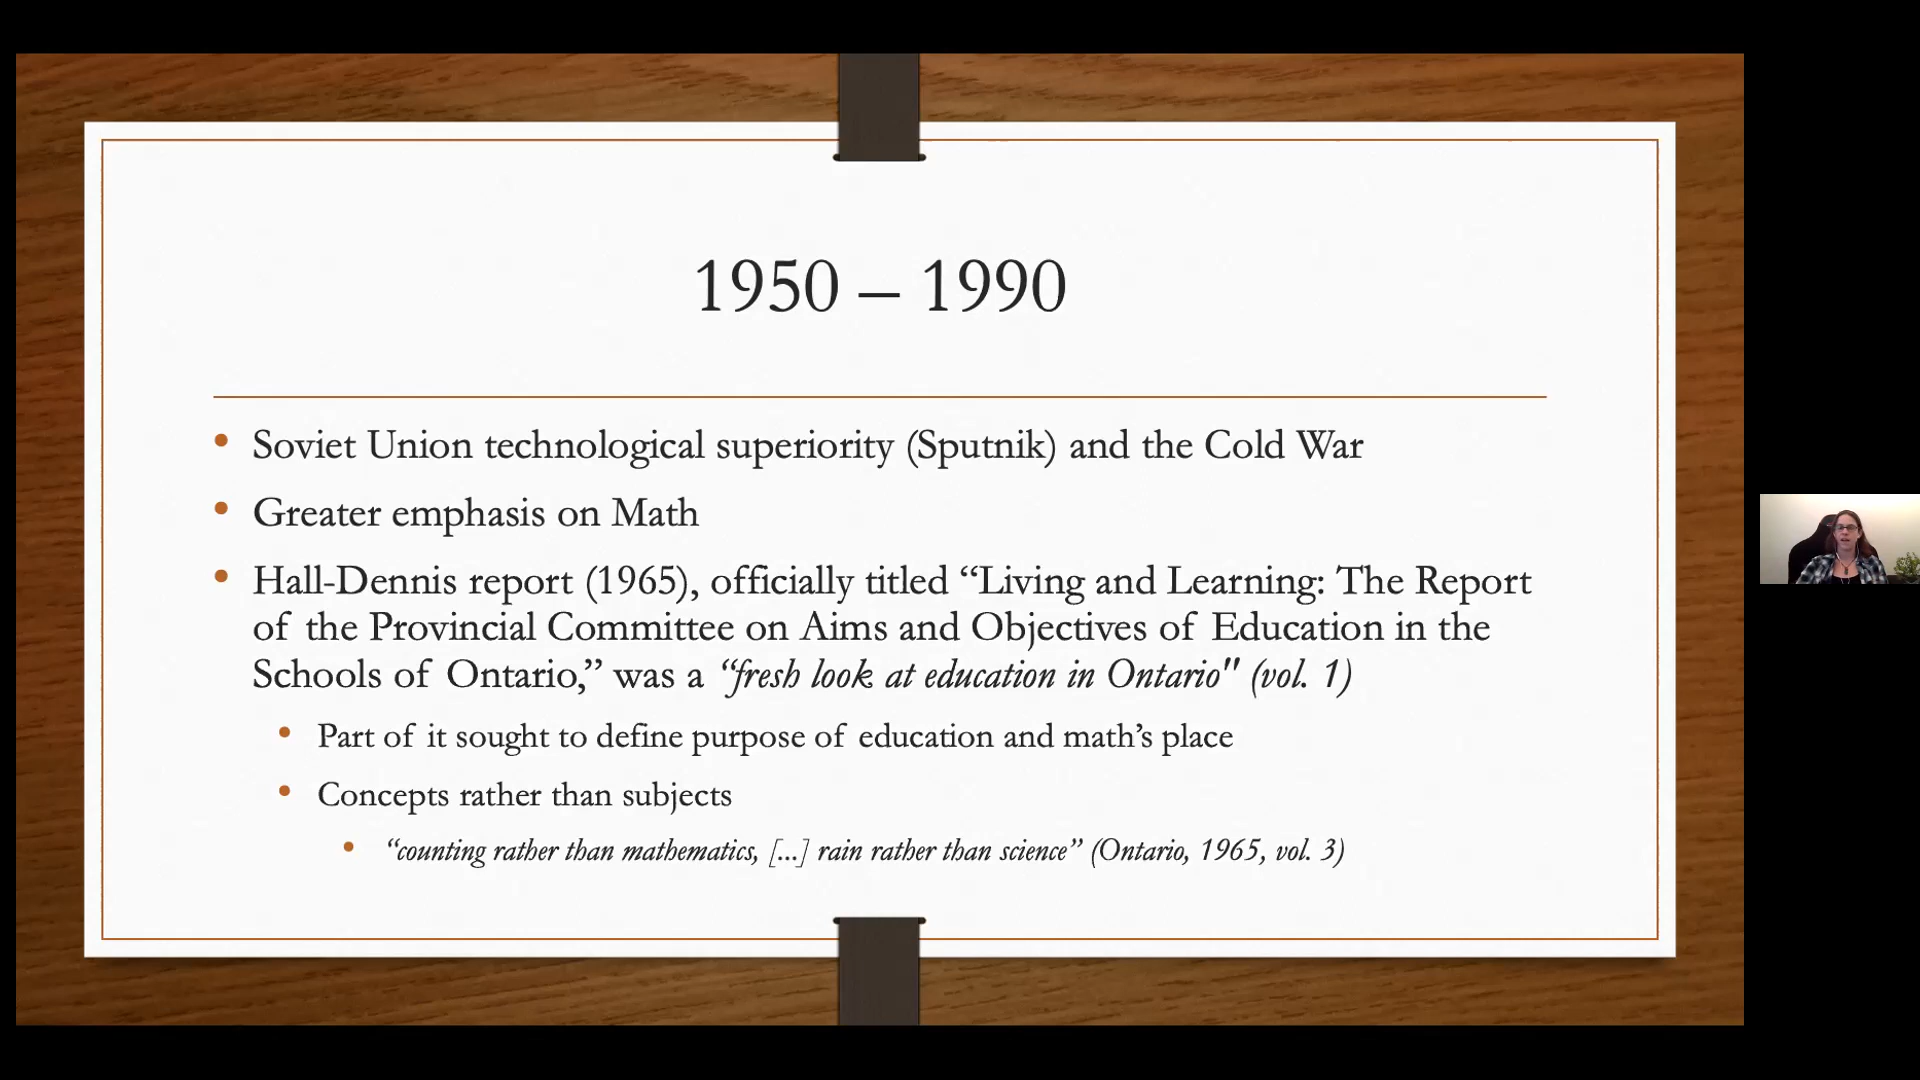 1950 – 1990
• Soviet Union technological superiority (Sputnik) and the Cold War
• Greater emphasis on Math
• Hall-Dennis report (1965), officially titled “Living and Learning: The Report
of the Provincial Committee on Aims and Objectives of Education in the
Schools of Ontario,” was a “fresh look at education in Ontario" (vol. 1)
• Part of it sought to define purpose of education and math’s place
• Concepts rather than subjects
• “counting rather than mathematics, [...] rain rather than science” (Ontario, 1965, vol. 3)